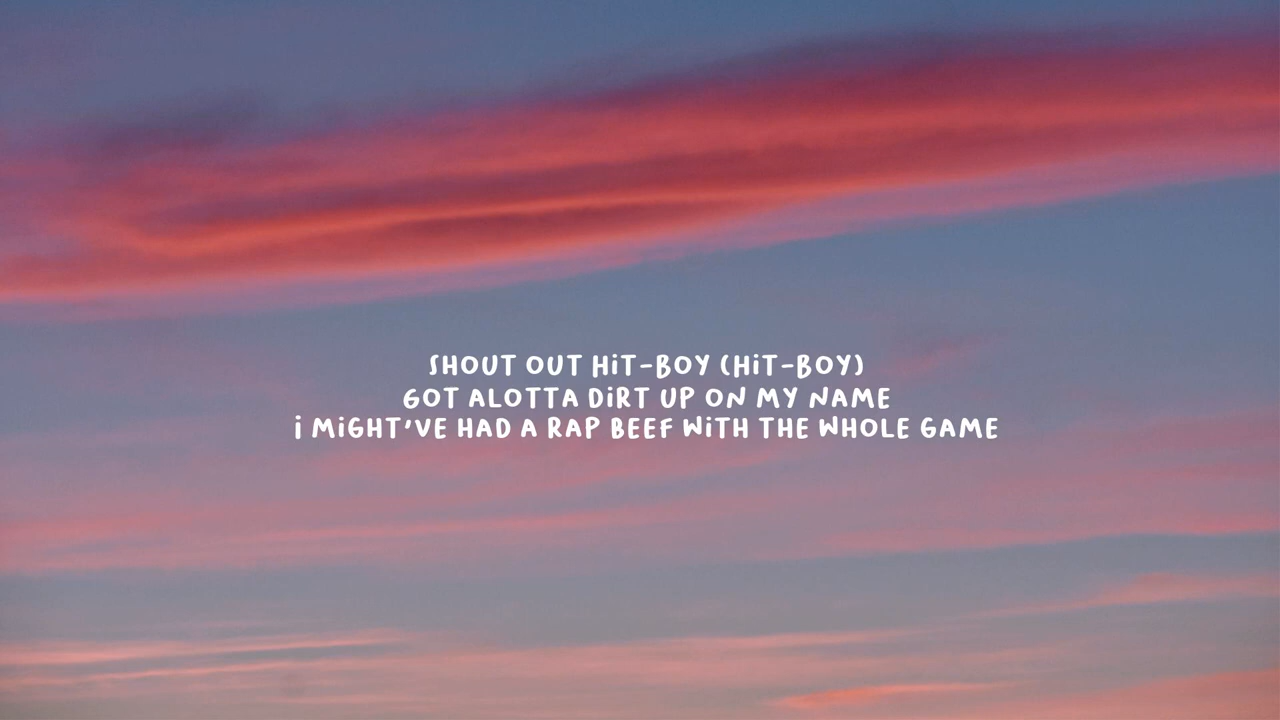 SHOUT OUT HiT-BOY (HiT-BOY)
GOT ALOTTA DiRT UP ON MY NAME
i MiGHT'VE HAD A RAP BEEF WiTH THE WHOLE GAME